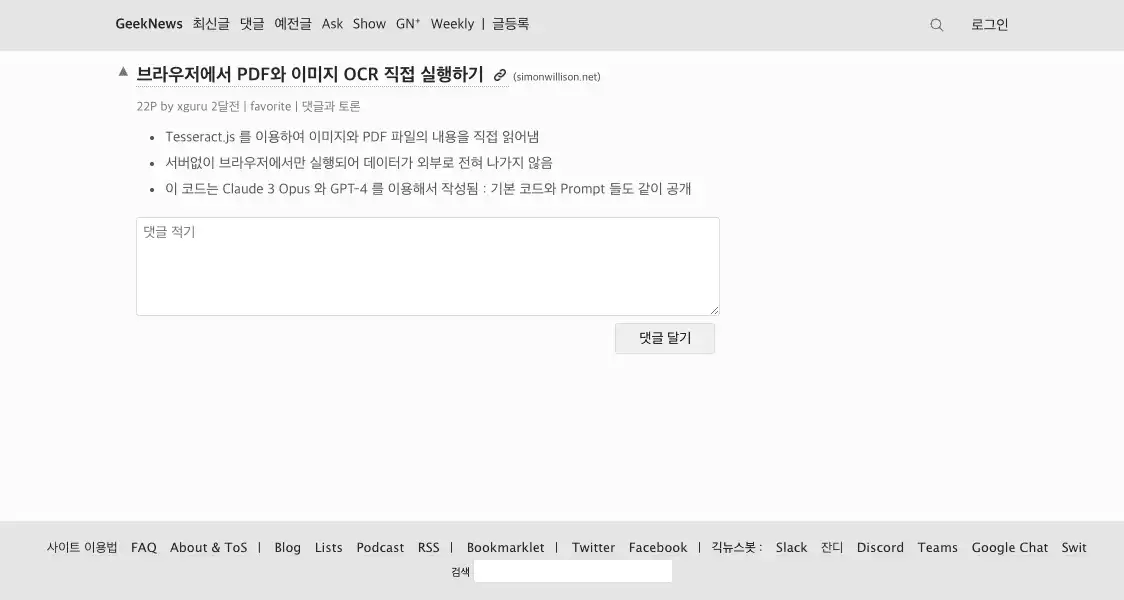 GeekNews 최신글 댓글 예전글 Ask Show GN⁺ Weekly | 글등록 로그인
▲ 브라우저에서 PDF와 이미지 OCR 직접 실행하기 (simonwillison.net)
22P by xguru 2달전 | favorite | 댓글과 토론
• Tesseract.js 를 이용하여 이미지와 PDF 파일의 내용을 직접 읽어냄
• 서버없이 브라우저에서만 실행되어 데이터가 외부로 전혀 나가지 않음
• 이 코드는 Claude 3 Opus 와 GPT-4 를 이용해서 작성됨 : 기본 코드와 Prompt 들도 같이 공개
댓글 적기
댓글 달기
사이트 이용법 FAQ About & ToS | Blog Lists Podcast RSS | Bookmarklet | Twitter Facebook | 긱뉴스봇 : Slack 잔디 Discord Teams Google Chat Swit
검색